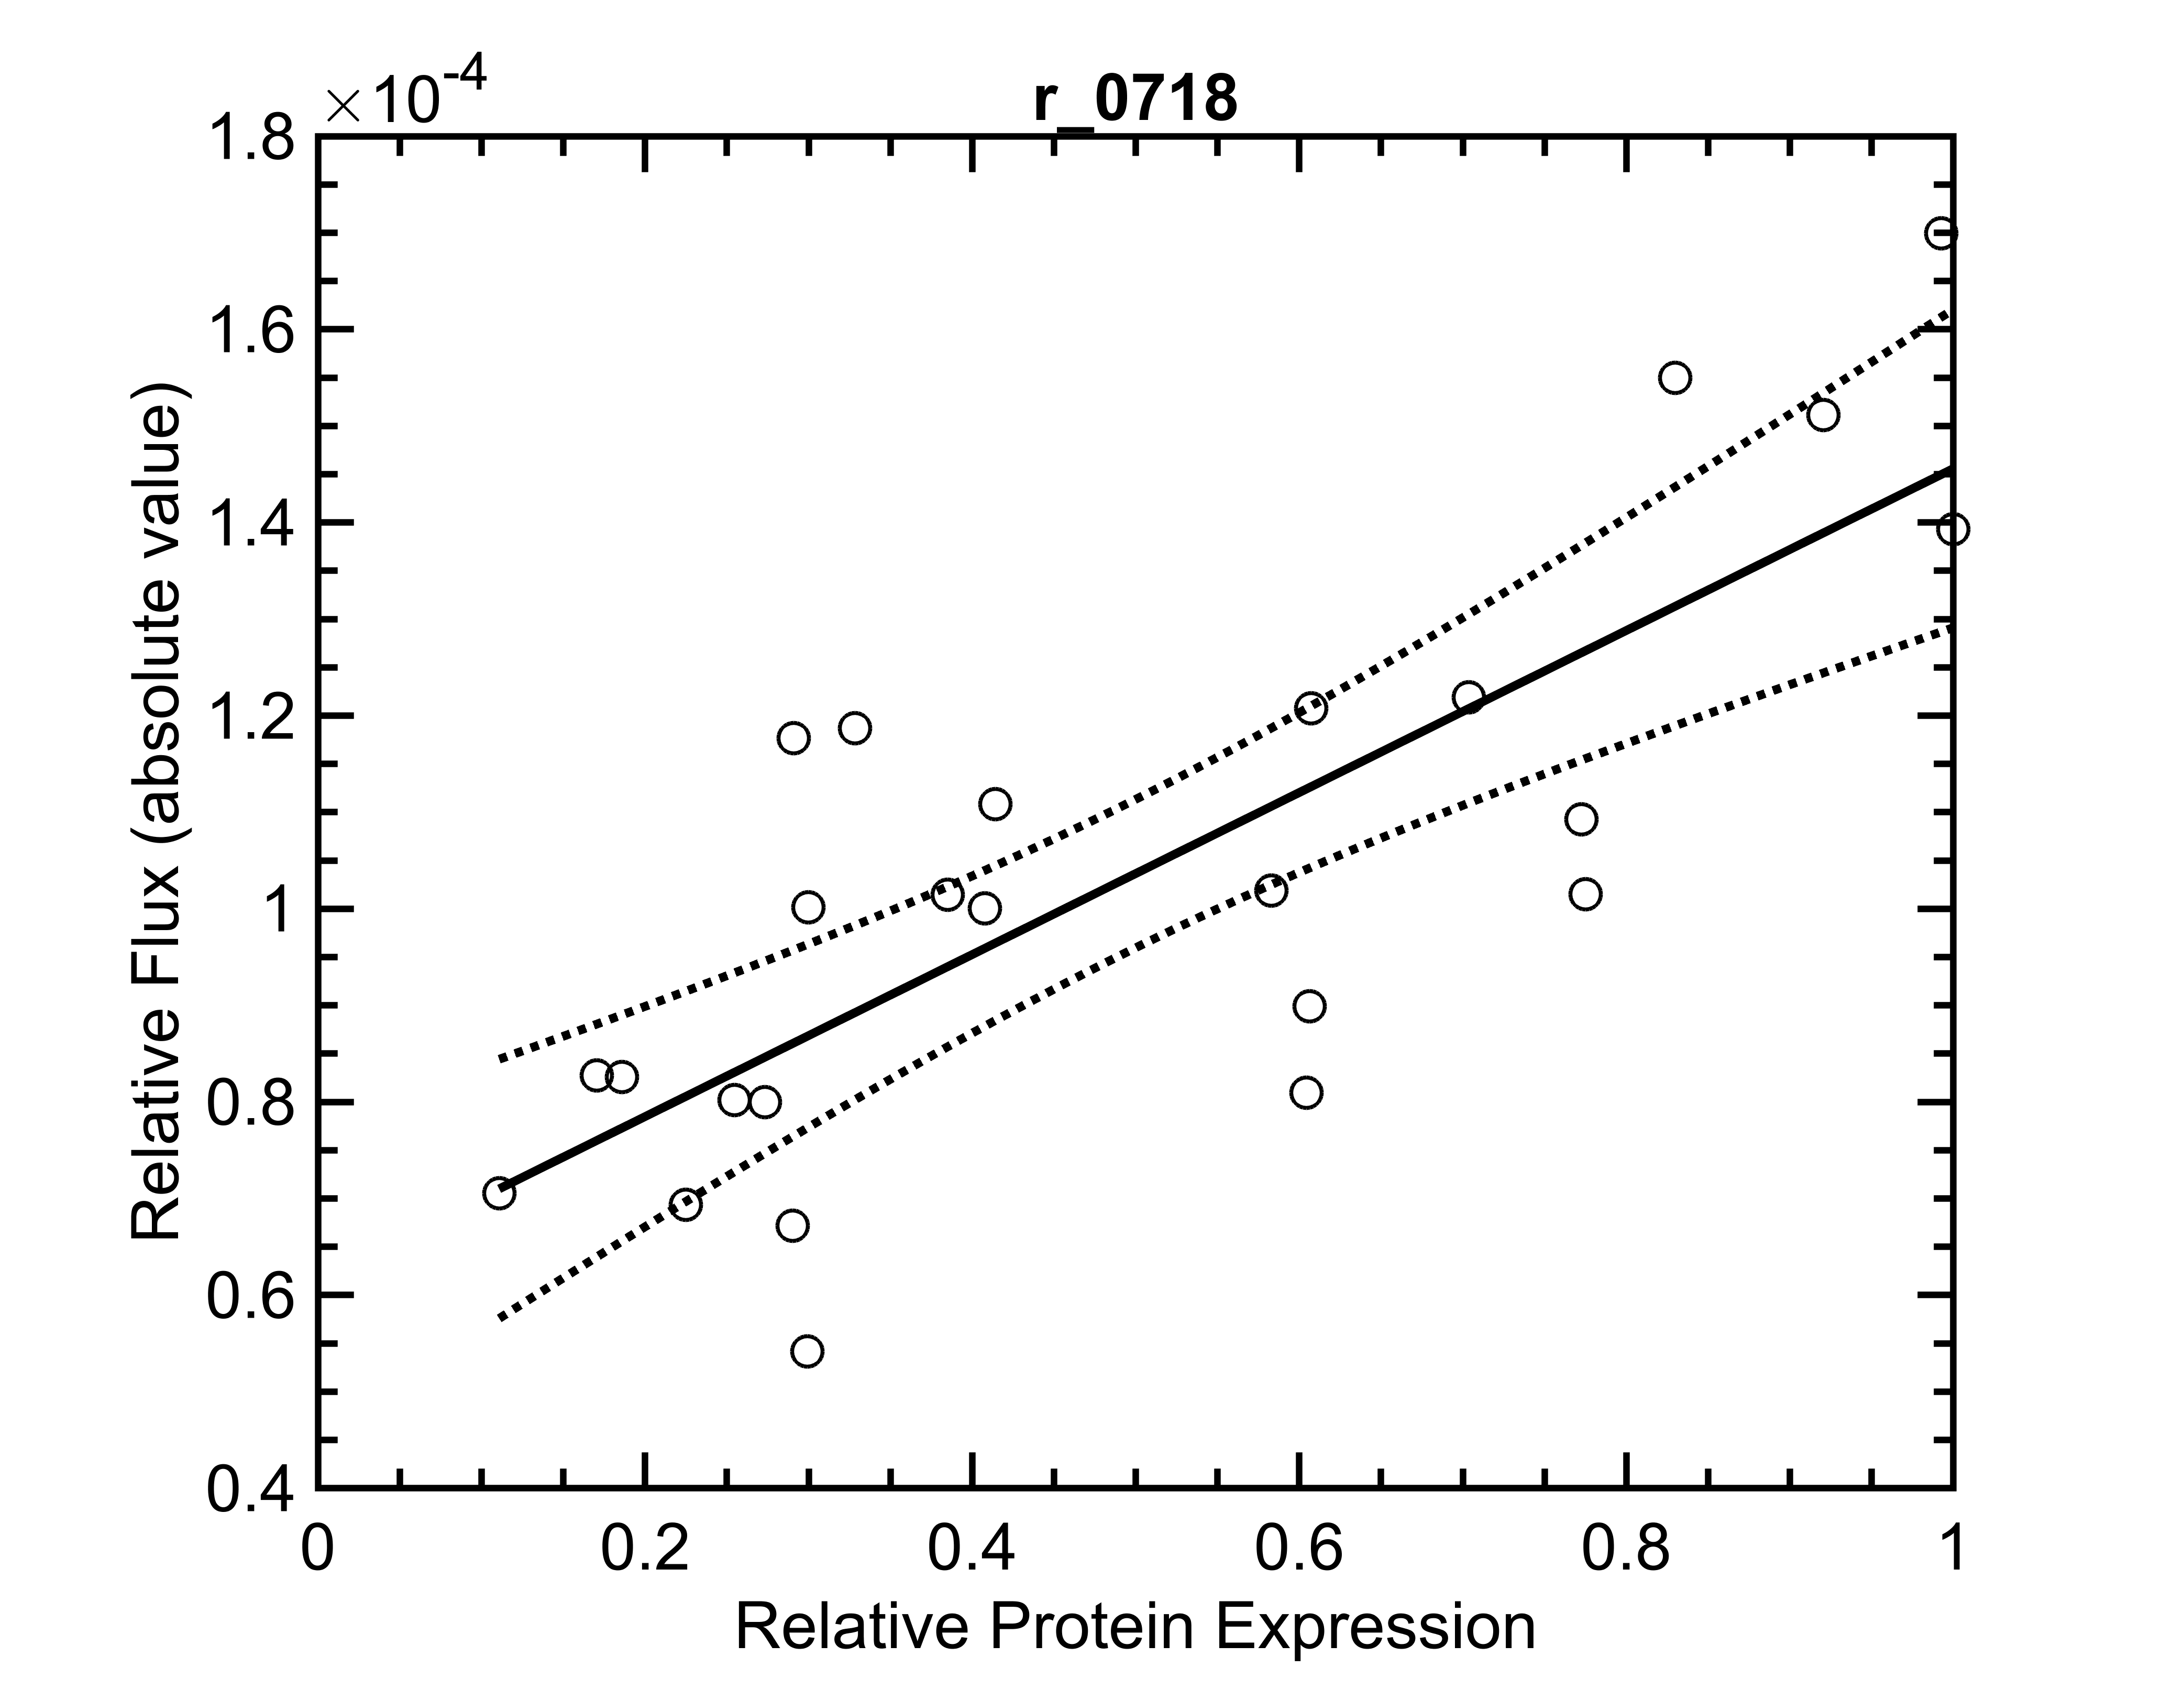 ×10-4
r_0718
1.8
1.6
1.4
1.2
1
0.8
0.6
0.4
Relative Flux (absolute value)
0 0.2 0.4 0.6 0.8 1
Relative Protein Expression